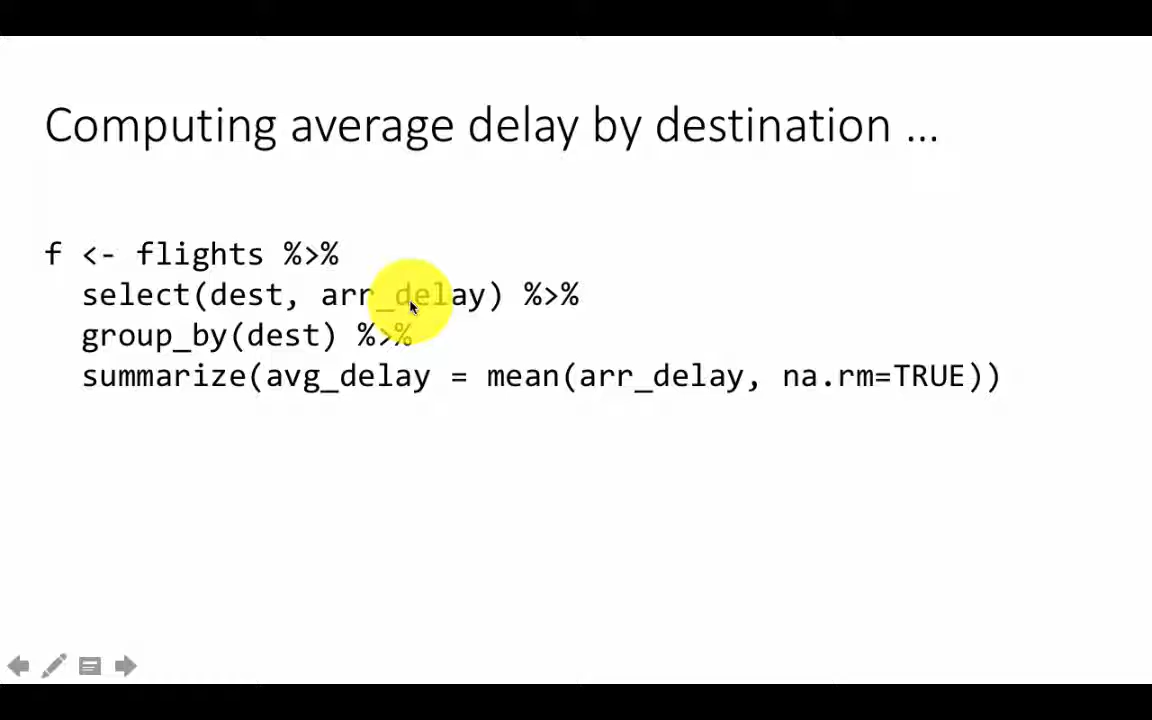 Computing average delay by destination ...
f <- flights %>%
select(dest, arr_delay) %>%
group_by(dest) %>%
summarize(avg_delay = mean(arr_delay, na.rm=TRUE))